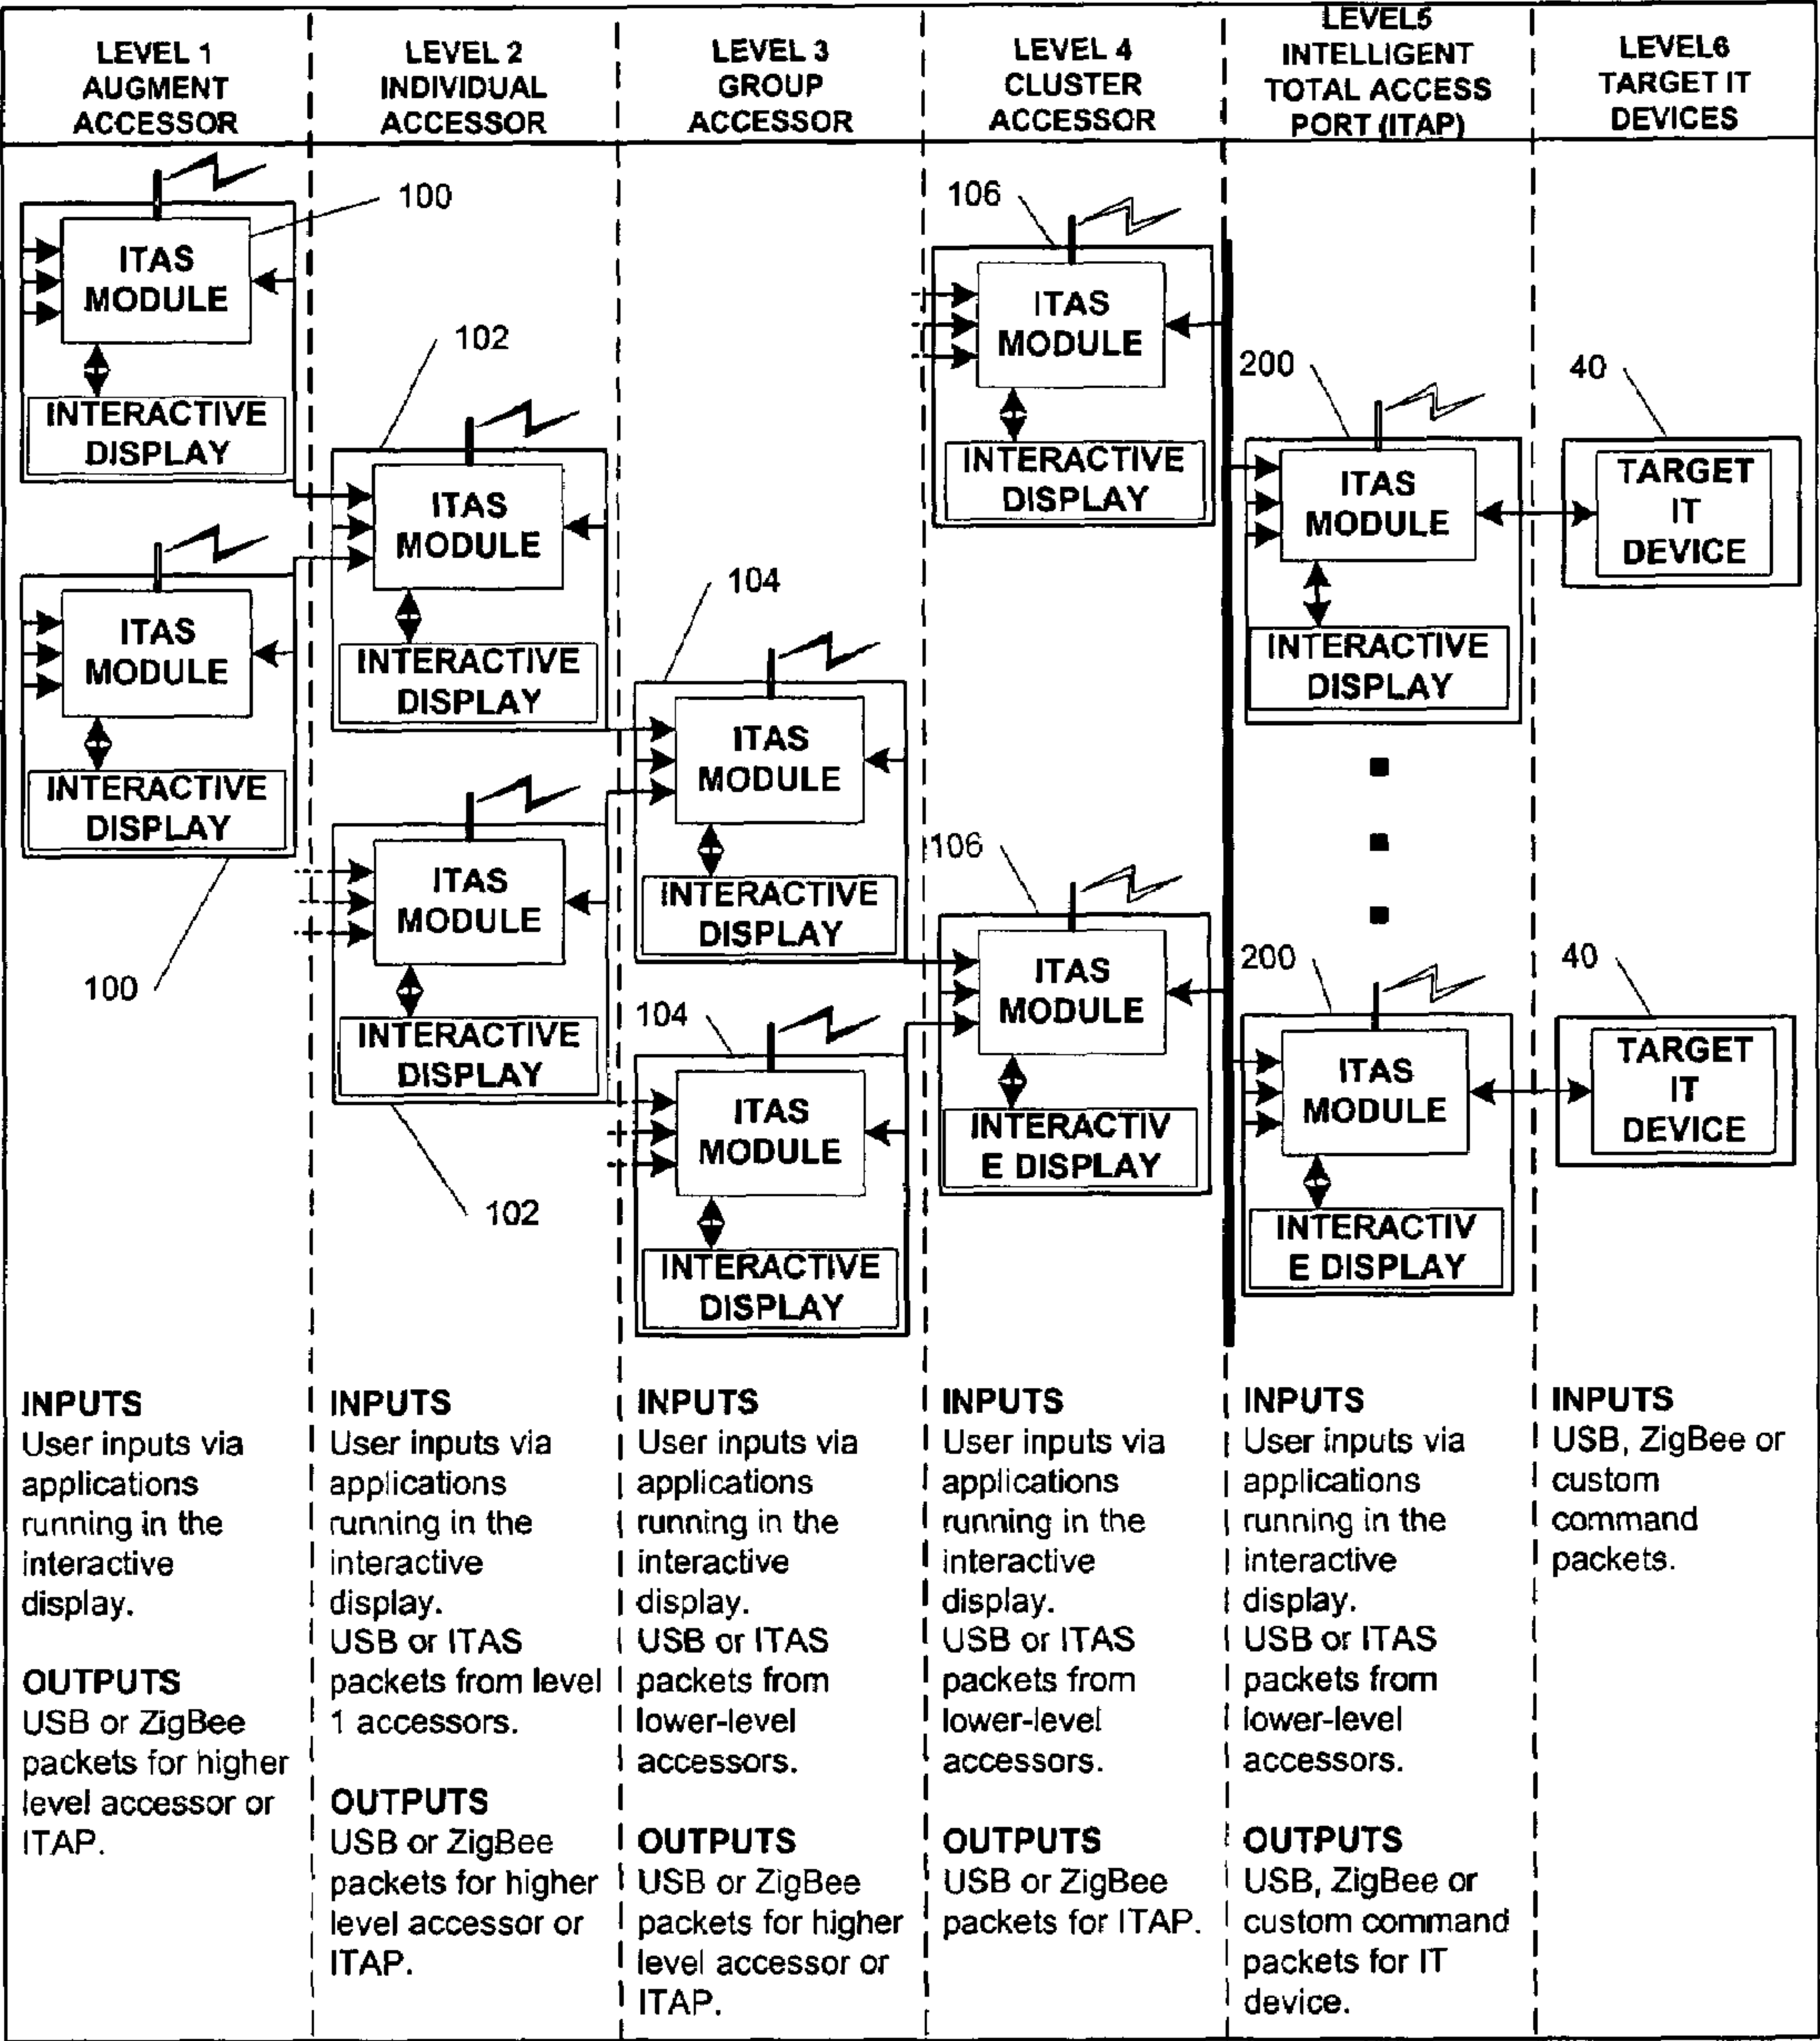 LEVEL 1
AUGMENT
ACCESSOR
LEVEL 2
INDIVIDUAL
ACCESSOR
LEVEL 3
GROUP
ACCESSOR
LEVEL 4
CLUSTER
ACCESSOR
LEVEL5
INTELLIGENT
TOTAL ACCESS
PORT (ITAP)
LEVEL6
TARGET IT
DEVICES
100
ITAS
MODULE
INTERACTIVE
DISPLAY
ITAS
MODULE
INTERACTIVE
DISPLAY
100
102
ITAS
MODULE
INTERACTIVE
DISPLAY
ITAS
MODULE
INTERACTIVE
DISPLAY
102
104
ITAS
MODULE
INTERACTIVE
DISPLAY
104
ITAS
MODULE
INTERACTIVE
DISPLAY
106
ITAS
MODULE
INTERACTIVE
DISPLAY
106
ITAS
MODULE
INTERACTIV
E DISPLAY
200
ITAS
MODULE
INTERACTIVE
DISPLAY
200
ITAS
MODULE
INTERACTIV
E DISPLAY
40
TARGET
IT
DEVICE
40
TARGET
IT
DEVICE
INPUTS
User inputs via
applications
running in the
interactive
display.
OUTPUTS
USB or ZigBee
packets for higher
level accessor or
ITAP.
INPUTS
User inputs via
applications
running in the
interactive
display.
USB or ITAS
packets from level
1 accessors.
OUTPUTS
USB or ZigBee
packets for higher
level accessor or
ITAP.
INPUTS
User inputs via
applications
running in the
interactive
display.
USB or ITAS
packets from
lower-level
accessors.
OUTPUTS
USB or ZigBee
packets for higher
level accessor or
ITAP.
INPUTS
User inputs via
applications
running in the
interactive
display.
USB or ITAS
packets from
lower-level
accessors.
OUTPUTS
USB or ZigBee
packets for ITAP.
INPUTS
User inputs via
applications
running in the
interactive
display.
USB or ITAS
packets from
lower-level
accessors.
OUTPUTS
USB, ZigBee or
custom command
packets for IT
device.
INPUTS
USB, ZigBee or
custom
command
packets.